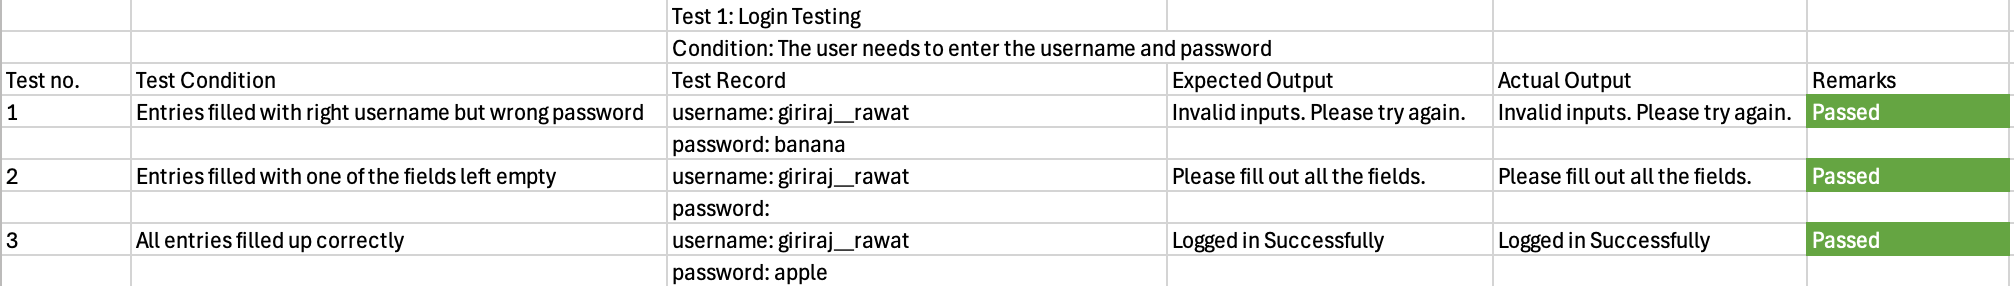 Test 1: Login Testing
Condition: The user needs to enter the username and password
Test no. Test Condition Test Record Expected Output Actual Output Remarks
1 Entries filled with right username but wrong password username: giriraj__rawat Invalid inputs. Please try again. Invalid inputs. Please try again. Passed
password: banana
2 Entries filled with one of the fields left empty username: giriraj__rawat Please fill out all the fields. Please fill out all the fields. Passed
password:
3 All entries filled up correctly username: giriraj__rawat Logged in Successfully Logged in Successfully Passed
password: apple